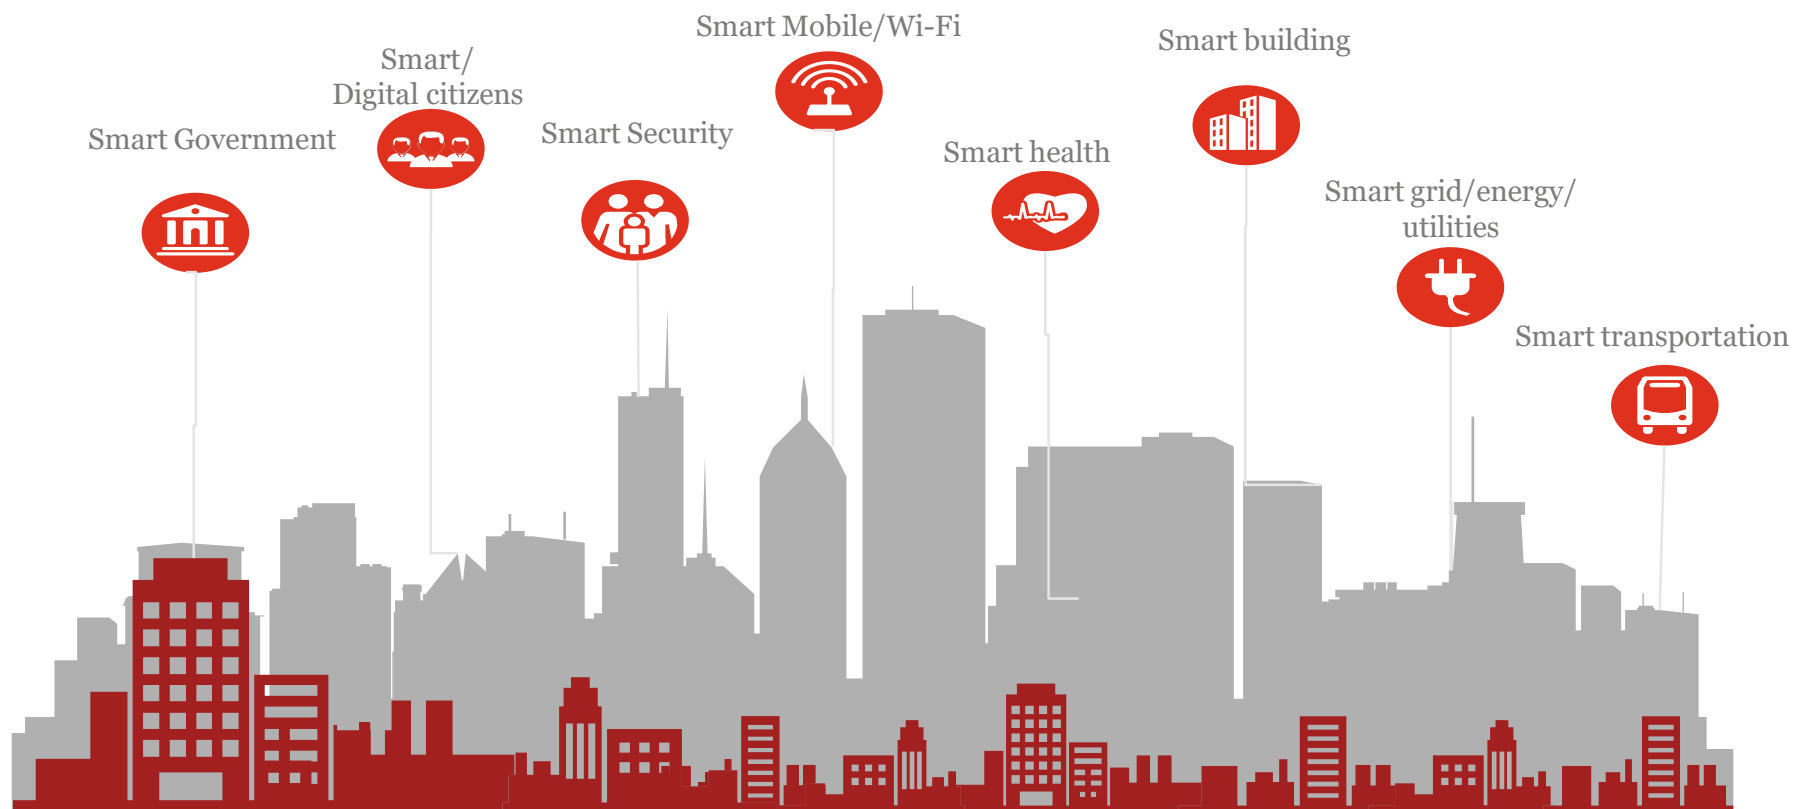 Smart Government
Smart/
Digital citizens
Smart Security
Smart Mobile/Wi-Fi
Smart health
Smart building
Smart grid/energy/
utilities
Smart transportation